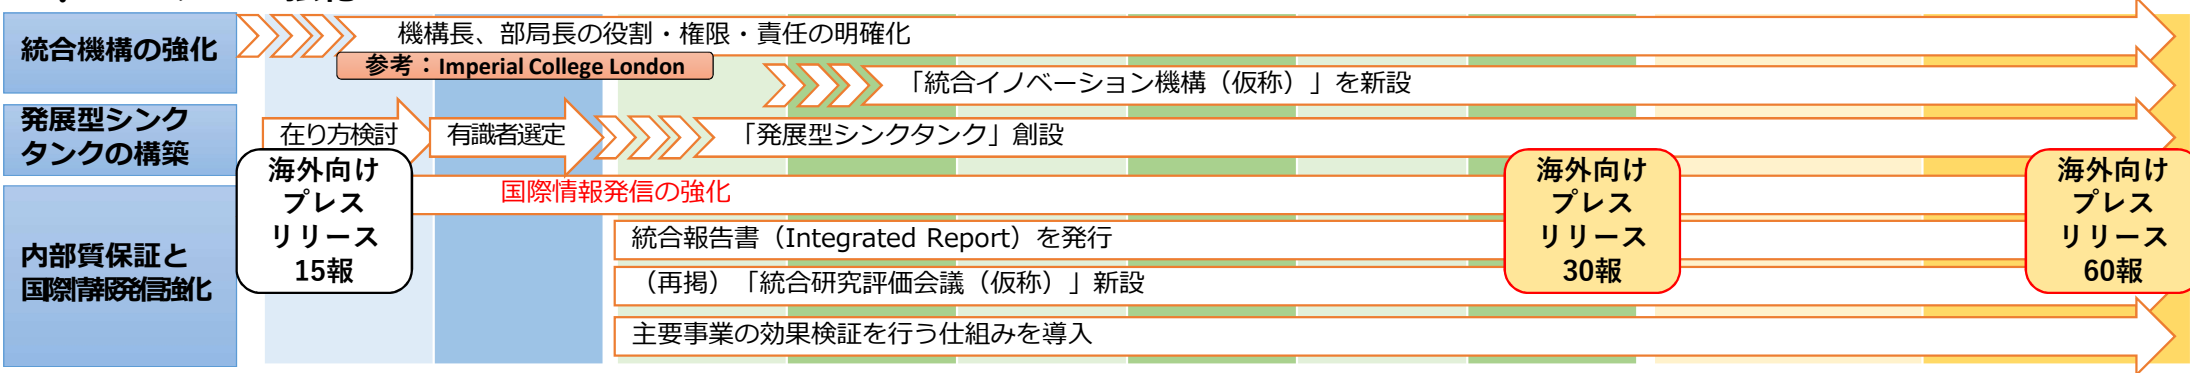 統合機構の強化
機構長、部局長の役割・権限・責任の明確化
参考：Imperial College London
「統合イノベーション機構（仮称）」を新設
発展型シンク
タンクの構築
在り方検討
有識者選定
「発展型シンクタンク」創設
海外向け
プレス
リリース
15報
国際情報発信の強化
海外向け
プレス
リリース
30報
海外向け
プレス
リリース
60報
内部質保証と
国際情報発信強化
統合報告書（Integrated Report）を発行
（再掲）「統合研究評価会議（仮称）」新設
主要事業の効果検証を行う仕組みを導入